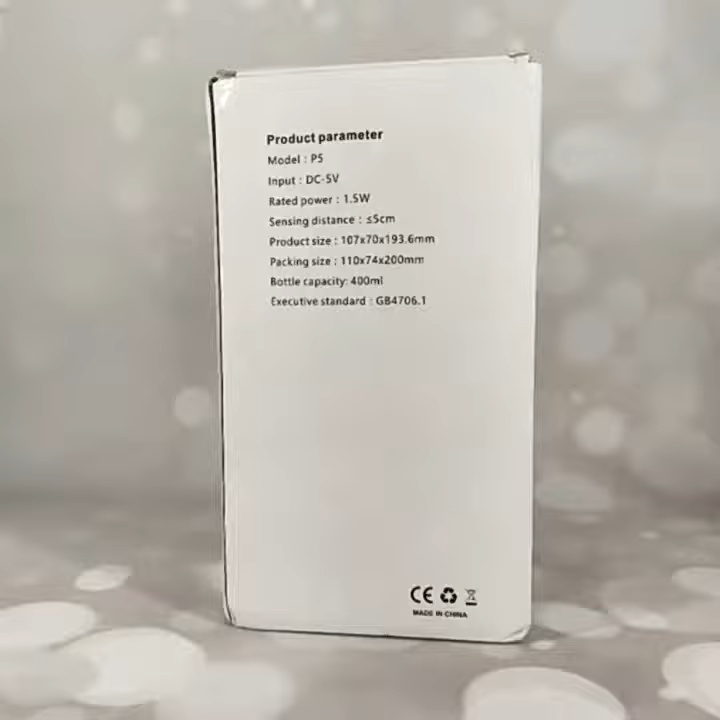 Product parameter
Model : P5
Input : DC-5V
Rated power : 1.5W
Sensing distance : ≤5cm
Product size : 107x70x193.6mm
Packing size : 110x74x200mm
Bottle capacity: 400ml
Executive standard : GB4706.1
CE
MADE IN CHINA